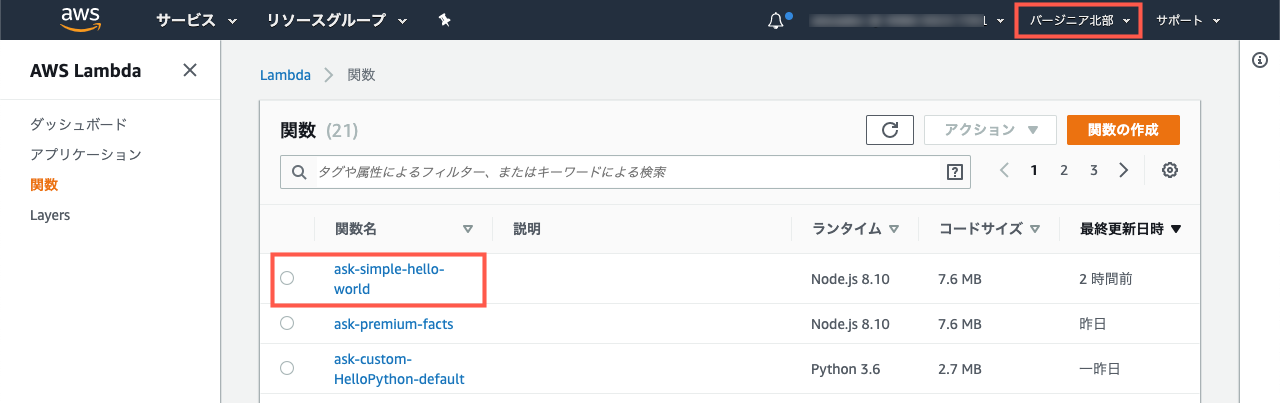 aws サービス リソースグループ バージニア北部 サポート
AWS Lambda
Lambda 関数
ダッシュボード
アプリケーション
関数
Layers
関数 (21) アクション 関数の作成
タグや属性によるフィルター、またはキーワードによる検索 ? 1 2 3
関数名 説明 ランタイム コードサイズ 最終更新日時
ask-simple-hello-
world Node.js 8.10 7.6 MB 2 時間前
ask-premium-facts Node.js 8.10 7.6 MB 昨日
ask-custom-
HelloPython-default Python 3.6 2.7 MB 一昨日